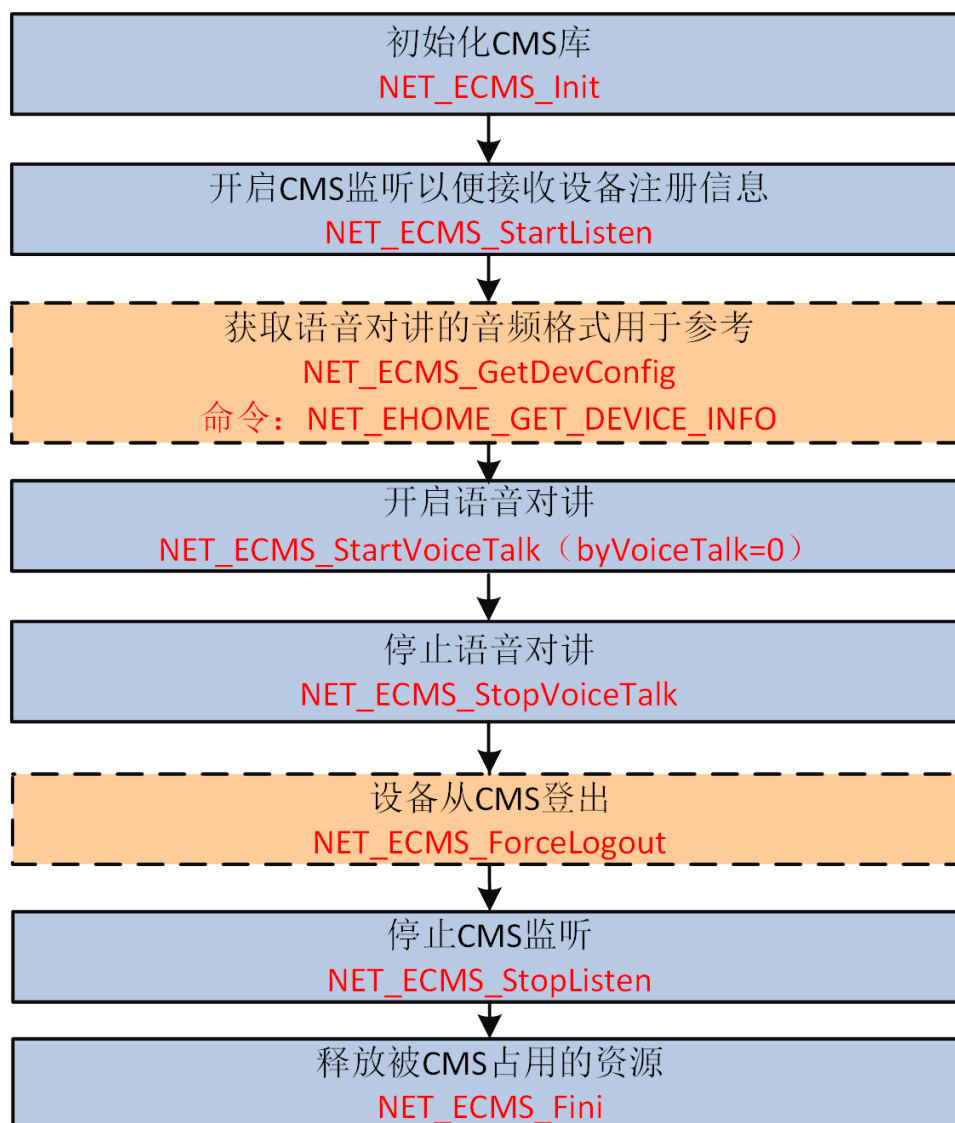 初始化CMS库
NET_ECMS_Init
开启CMS监听以便接收设备注册信息
NET_ECMS_StartListen
获取语音对讲的音频格式用于参考
NET_ECMS_GetDevConfig
命令：NET_EHOME_GET_DEVICE_INFO
开启语音对讲
NET_ECMS_StartVoiceTalk（byVoiceTalk=0）
停止语音对讲
NET_ECMS_StopVoiceTalk
设备从CMS登出
NET_ECMS_ForceLogout
停止CMS监听
NET_ECMS_StopListen
释放被CMS占用的资源
NET_ECMS_Fini